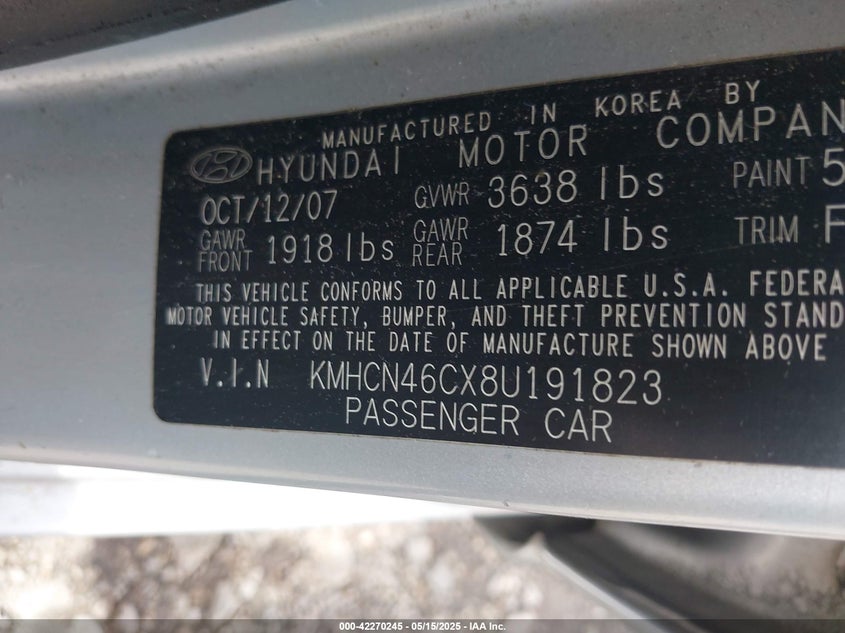 MANUFACTURED IN KOREA BY
HYUNDAI MOTOR COMPAN
OCT/12/07 GVWR 3638 lbs PAINT 5
GAWR FRONT 1918 lbs GAWR REAR 1874 lbs TRIM F
THIS VEHICLE CONFORMS TO ALL APPLICABLE U.S.A. FEDERA
MOTOR VEHICLE SAFETY, BUMPER, AND THEFT PREVENTION STAND
IN EFFECT ON THE DATE OF MANUFACTURE SHOWN ABOVE
V.I.N KMHCN46CX8U191823
PASSENGER CAR
000-42270245 - 05/15/2025 - IAA Inc.